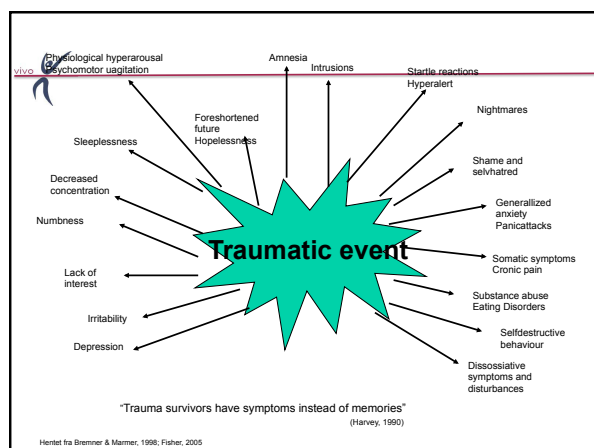 vivo
Physiological hyperarousal
Psychomotor uagitation
Amnesia
Intrusions
Startle reactions
Hyperalert
Foreshortened
future
Hopelessness
Nightmares
Sleeplessness
Shame and
selvhatred
Decreased
concentration
Generallized
anxiety
Panicattacks
Numbness
Traumatic event
Somatic symptoms
Cronic pain
Lack of
interest
Substance abuse
Eating Disorders
Irritability
Selfdestructive
behaviour
Depression
Dissossiative
symptoms and
disturbances
"Trauma survivors have symptoms instead of memories"
(Harvey, 1990)
Hentet fra Bremner & Marmer, 1998; Fisher, 2005